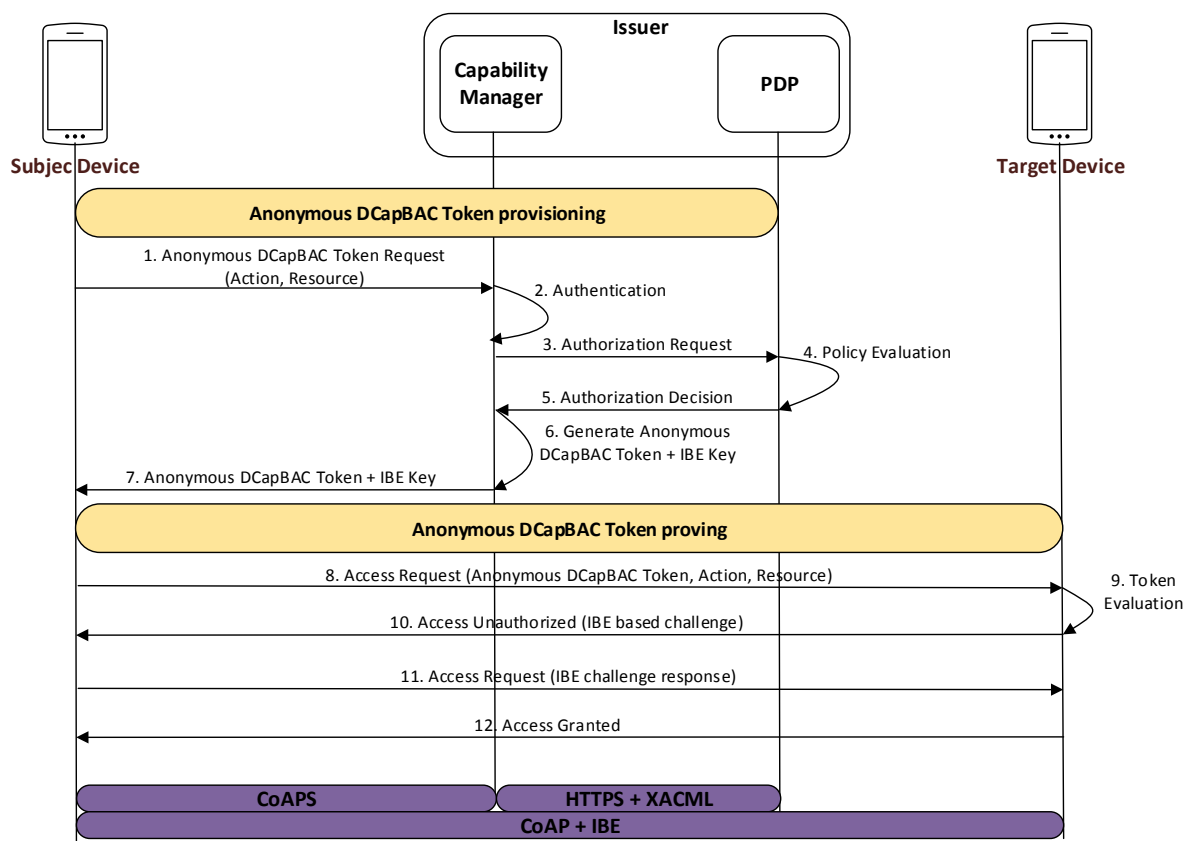 Issuer
Capability
Manager
PDP
Subjec Device
Target Device
Anonymous DCapBAC Token provisioning
1. Anonymous DCapBAC Token Request
(Action, Resource)
2. Authentication
3. Authorization Request
4. Policy Evaluation
5. Authorization Decision
6. Generate Anonymous
DCapBAC Token + IBE Key
7. Anonymous DCapBAC Token + IBE Key
Anonymous DCapBAC Token proving
8. Access Request (Anonymous DCapBAC Token, Action, Resource)
9. Token
Evaluation
10. Access Unauthorized (IBE based challenge)
11. Access Request (IBE challenge response)
12. Access Granted
CoAPS
HTTPS + XACML
CoAP + IBE